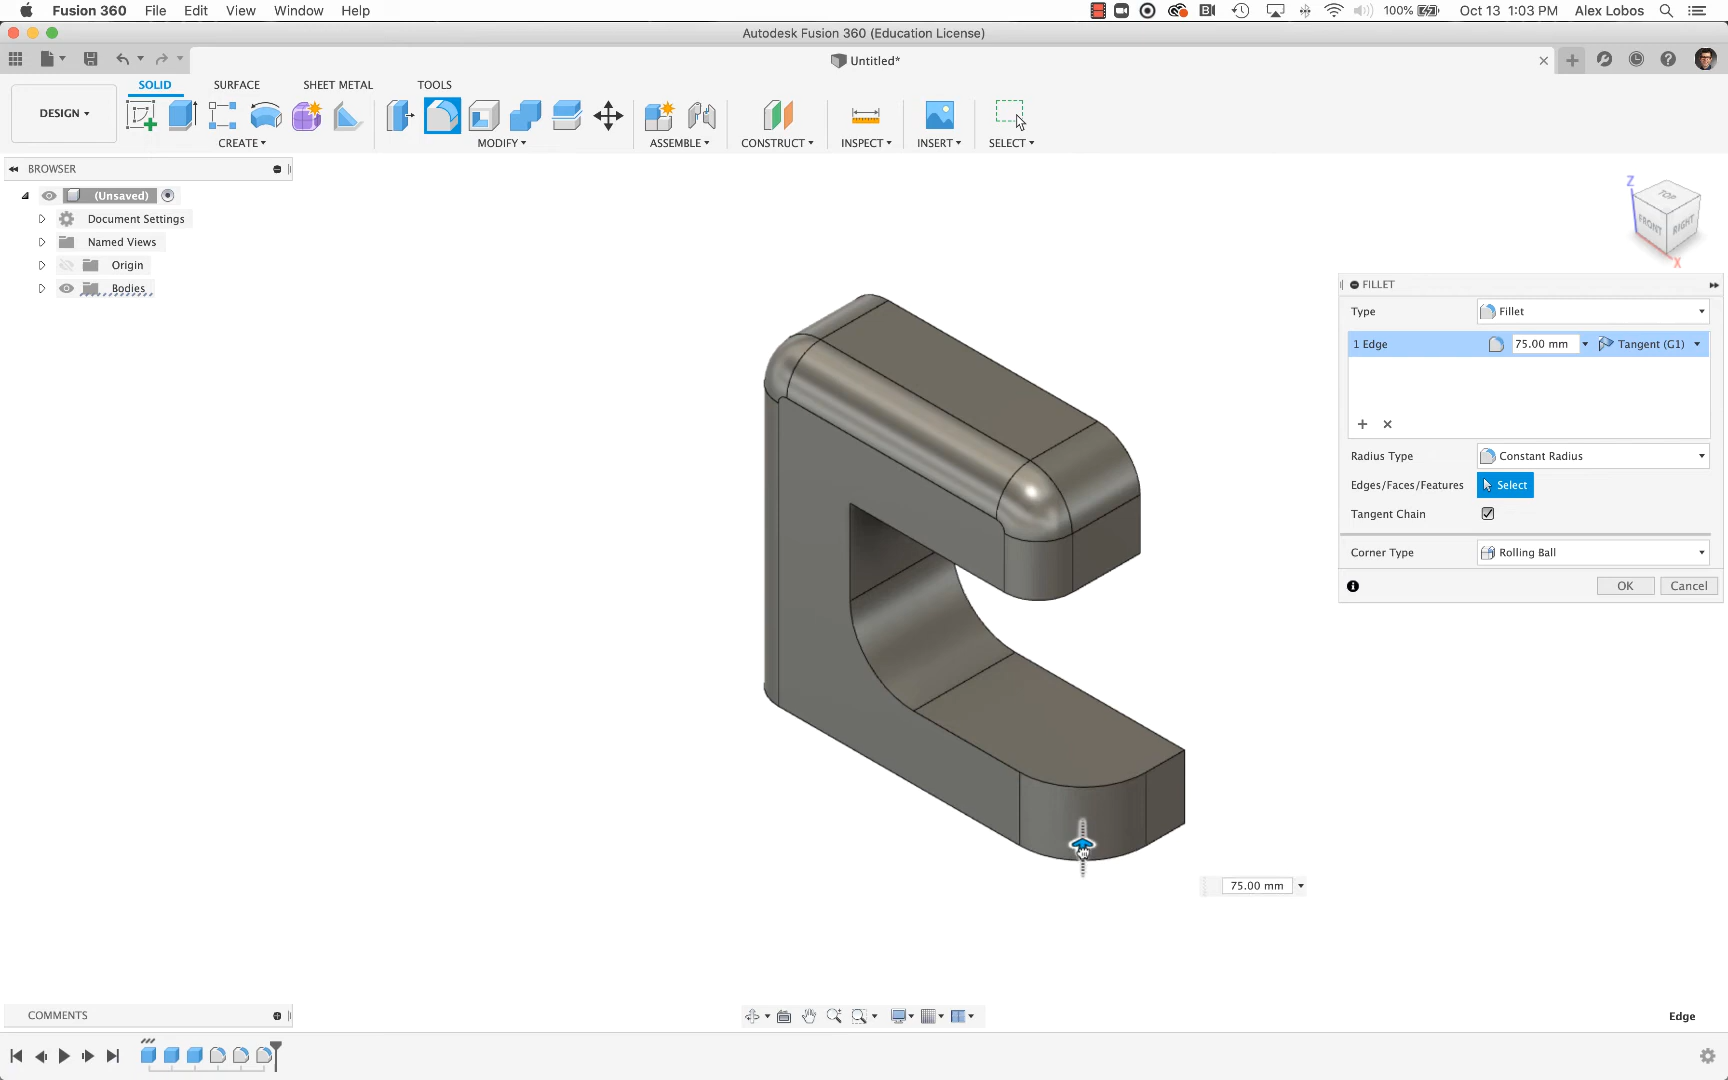 Fusion 360 File Edit View Window Help 100% Oct 13 1:03 PM Alex Lobos
Autodesk Fusion 360 (Education License)
Untitled*
SOLID SURFACE SHEET METAL TOOLS
DESIGN
CREATE MODIFY ASSEMBLE CONSTRUCT INSPECT INSERT SELECT
BROWSER
(Unsaved)
Document Settings
Named Views
Origin
Bodies
Z
TOP
FRONT
RIGHT
X
FILLET
Type Fillet
1 Edge 75.00 mm Tangent (G1)
Radius Type Constant Radius
Edges/Faces/Features Select
Tangent Chain
Corner Type Rolling Ball
OK Cancel
75.00 mm
COMMENTS
Edge